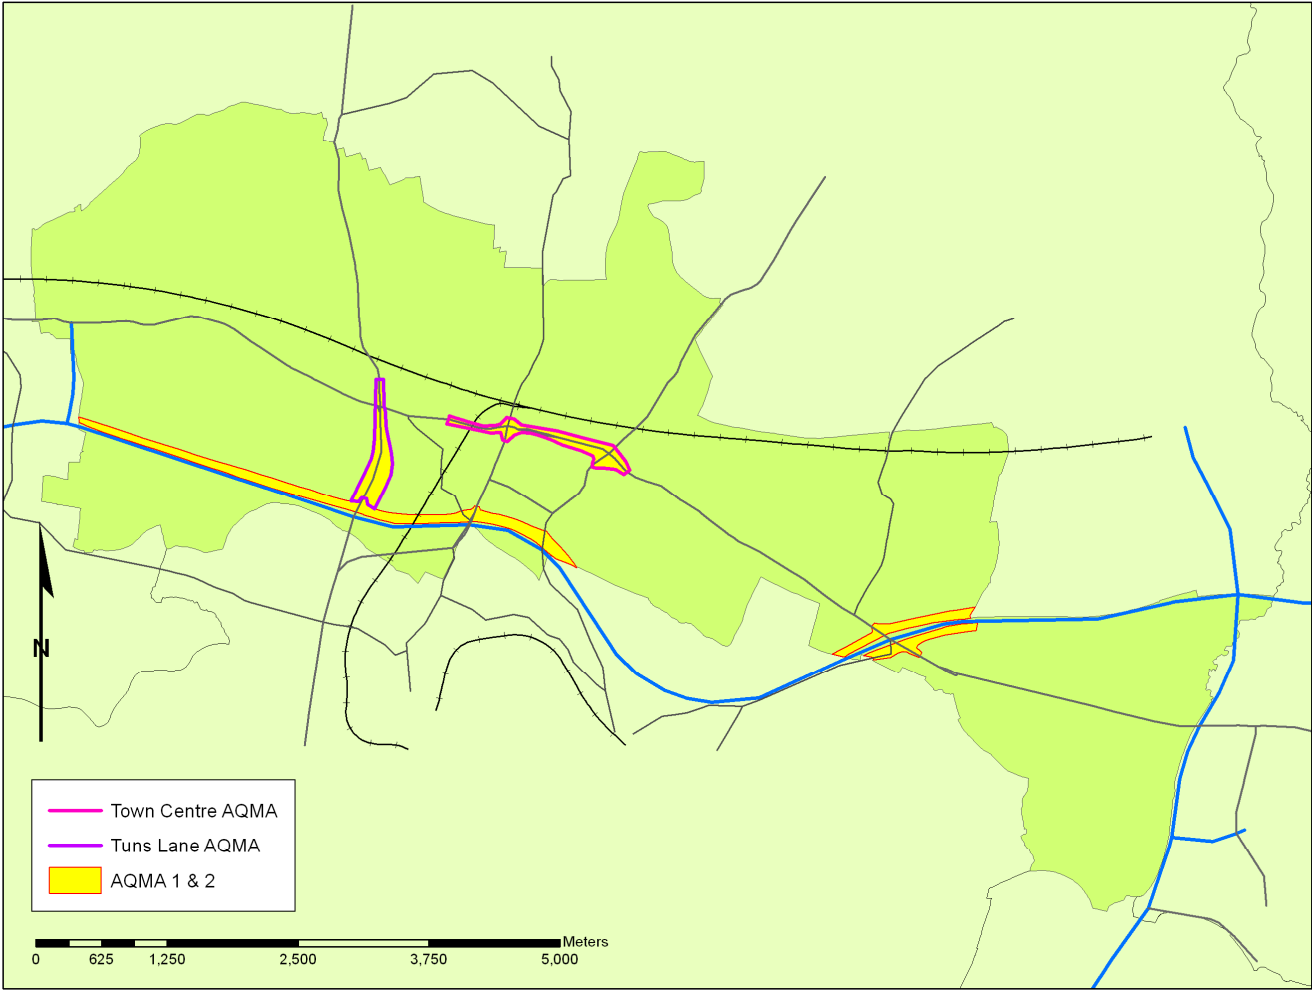 N
Town Centre AQMA
Tuns Lane AQMA
AQMA 1 & 2
Meters
0 625 1,250 2,500 3,750 5,000